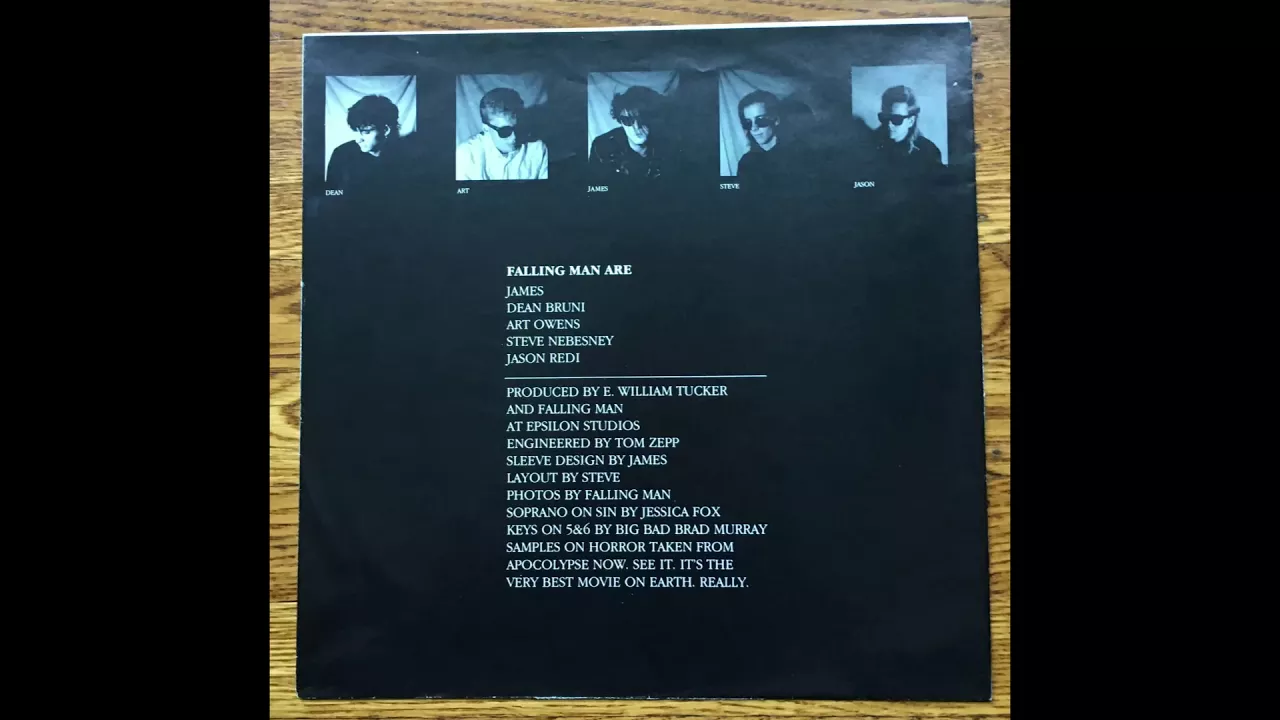 DEAN
ART
JAMES
STEVE
JASON
FALLING MAN ARE
JAMES
DEAN BRUNI
ART OWENS
STEVE NEBESNEY
JASON REDI
PRODUCED BY E. WILLIAM TUCKER
AND FALLING MAN
AT EPSILON STUDIOS
ENGINEERED BY TOM ZEPP
SLEEVE DESIGN BY JAMES
LAYOUT BY STEVE
PHOTOS BY FALLING MAN
SOPRANO ON SIN BY JESSICA FOX
KEYS ON 5&6 BY BIG BAD BRAD MURRAY
SAMPLES ON HORROR TAKEN FROM
APOCOLYPSE NOW. SEE IT. IT'S THE
VERY BEST MOVIE ON EARTH. REALLY.